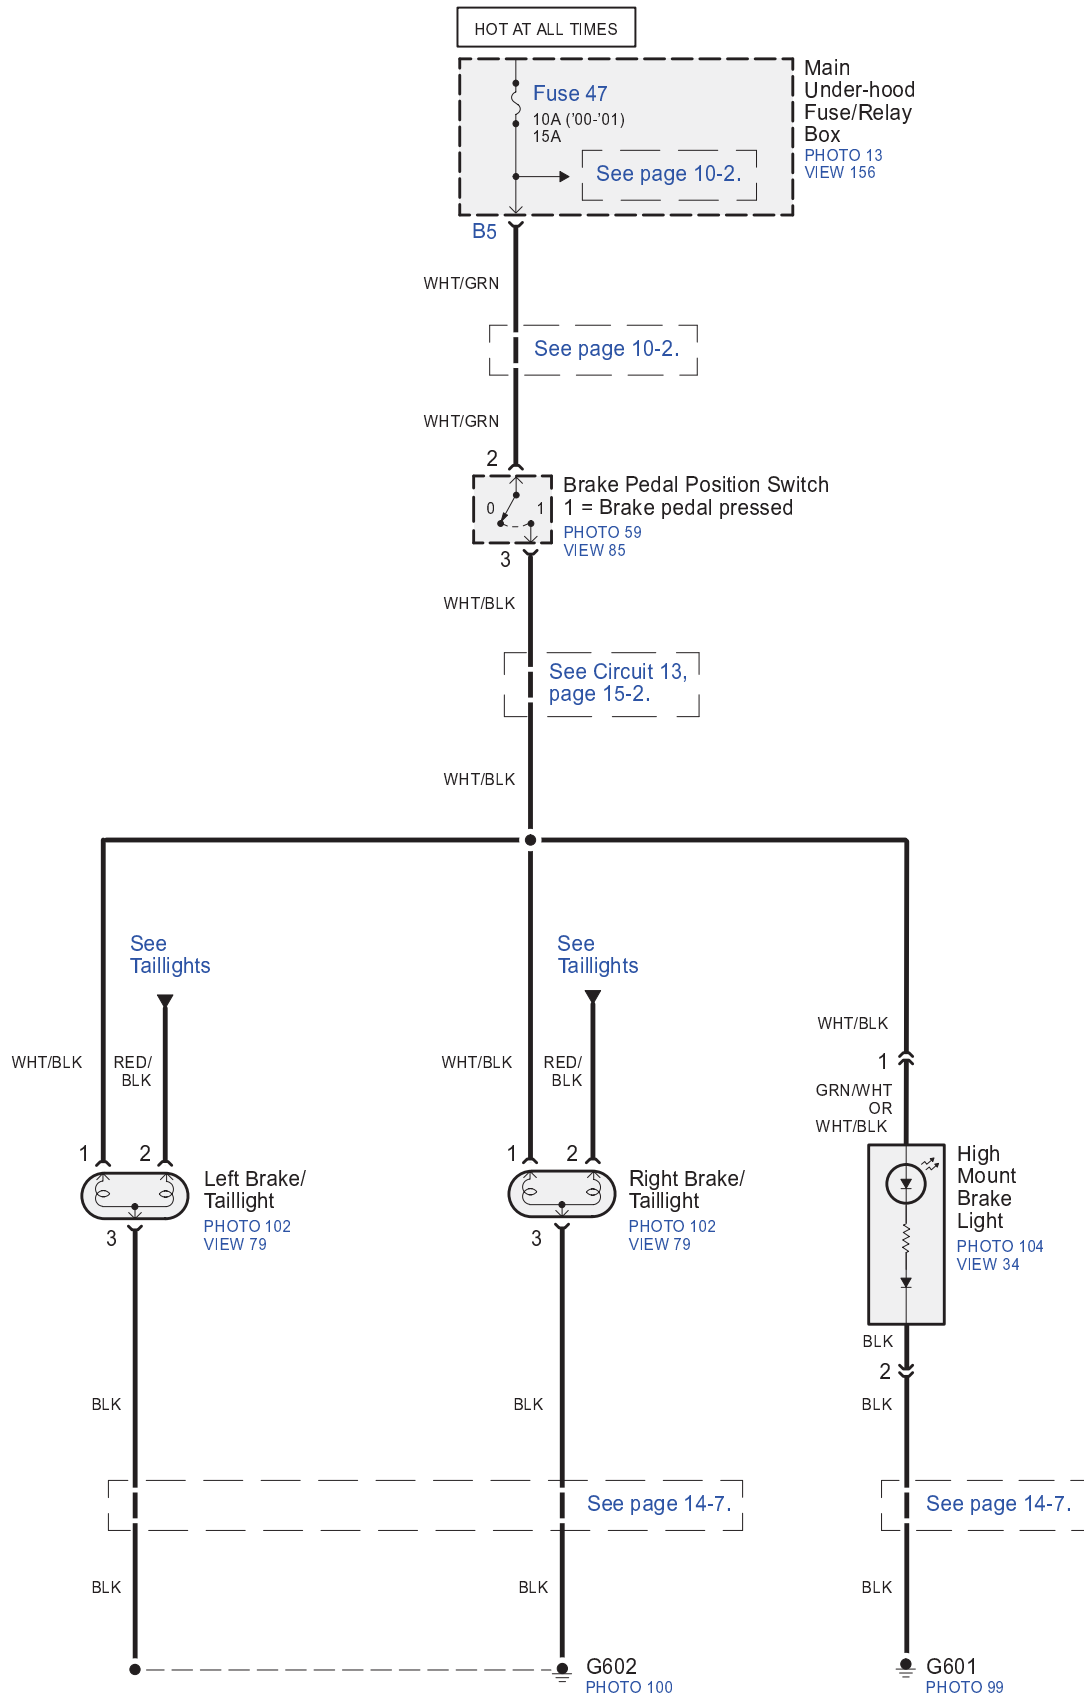 HOT AT ALL TIMES
Main
Under-hood
Fuse/Relay
Box
PHOTO 13
VIEW 156
Fuse 47
10A ('00-'01)
15A
See page 10-2.
B5
WHT/GRN
See page 10-2.
WHT/GRN
2
Brake Pedal Position Switch
1 = Brake pedal pressed
PHOTO 59
VIEW 85
0 1
3
WHT/BLK
See Circuit 13,
page 15-2.
WHT/BLK
See
Taillights
See
Taillights
WHT/BLK
WHT/BLK
RED/
BLK
WHT/BLK
RED/
BLK
1
GRN/WHT
OR
WHT/BLK
1 2
Left Brake/
Taillight
PHOTO 102
VIEW 79
3
1 2
Right Brake/
Taillight
PHOTO 102
VIEW 79
3
High
Mount
Brake
Light
PHOTO 104
VIEW 34
BLK
2
BLK
BLK
BLK
See page 14-7.
See page 14-7.
BLK
BLK
BLK
G602
PHOTO 100
G601
PHOTO 99